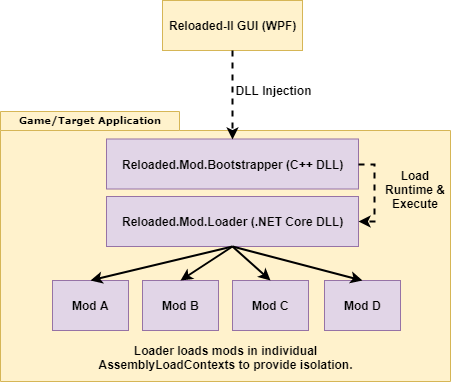 Reloaded-II GUI (WPF)
DLL Injection
Game/Target Application
Reloaded.Mod.Bootstrapper (C++ DLL)
Load
Runtime &
Execute
Reloaded.Mod.Loader (.NET Core DLL)
Mod A
Mod B
Mod C
Mod D
Loader loads mods in individual
AssemblyLoadContexts to provide isolation.